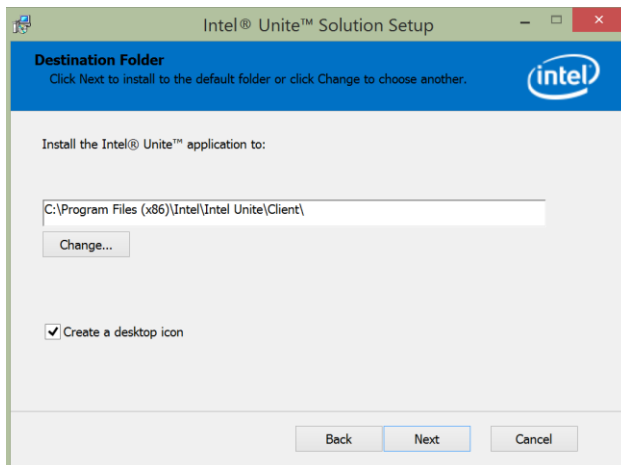 Intel® Unite™ Solution Setup
Destination Folder
Click Next to install to the default folder or click Change to choose another.
intel
Install the Intel® Unite™ application to:
C:\Program Files (x86)\Intel\Intel Unite\Client\
Change...
Create a desktop icon
Back Next Cancel